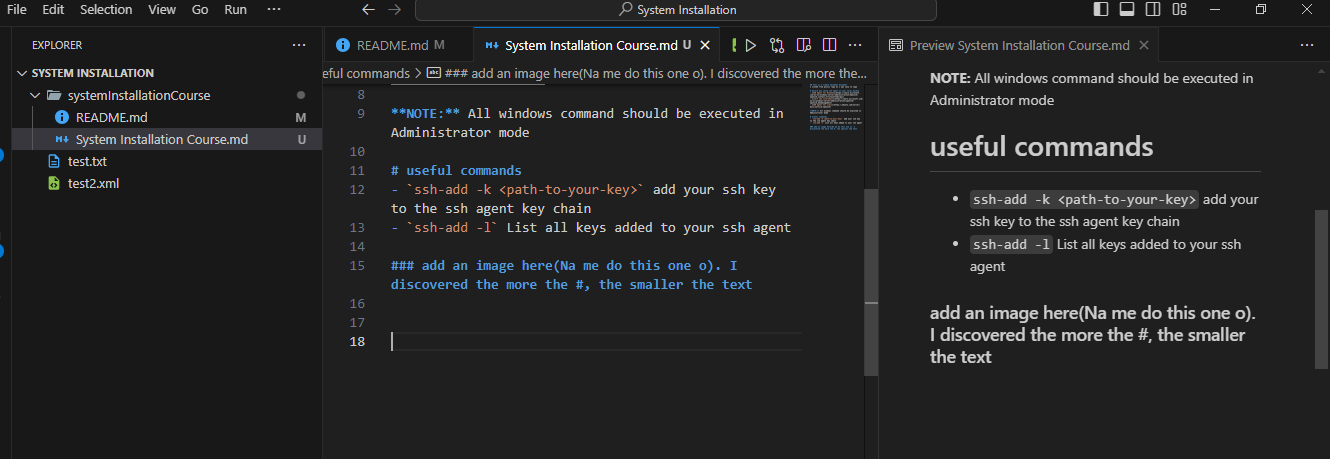 File Edit Selection View Go Run ··· ← → System Installation
EXPLORER ···
SYSTEM INSTALLATION
systemInstallationCourse
README.md M
System Installation Course.md U
test.txt
test2.xml
README.md M System Installation Course.md U ···
eful commands > ### add an image here(Na me do this one o). I discovered the more the...
8
9 **NOTE:** All windows command should be executed in
Administrator mode
10
11 # useful commands
12 - `ssh-add -k <path-to-your-key>` add your ssh key
to the ssh agent key chain
13 - `ssh-add -l` List all keys added to your ssh agent
14
15 ### add an image here(Na me do this one o). I
discovered the more the #, the smaller the text
16
17
18
Preview System Installation Course.md ···
NOTE: All windows command should be executed in
Administrator mode
useful commands
• ssh-add -k <path-to-your-key> add your
ssh key to the ssh agent key chain
• ssh-add -l List all keys added to your ssh
agent
add an image here(Na me do this one o).
I discovered the more the #, the smaller
the text